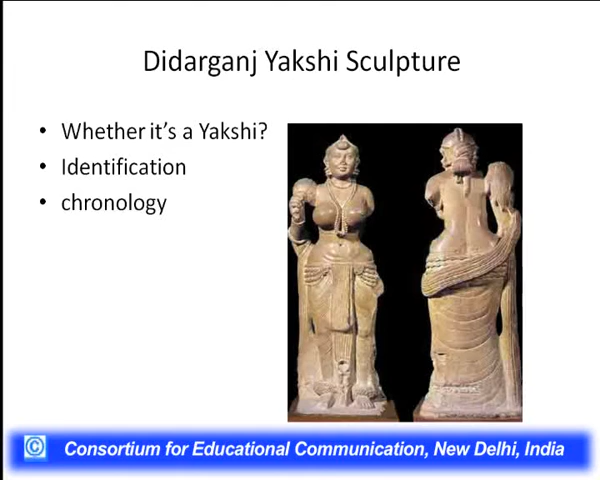 Didarganj Yakshi Sculpture
• Whether it's a Yakshi?
• Identification
• chronology
© Consortium for Educational Communication, New Delhi, India